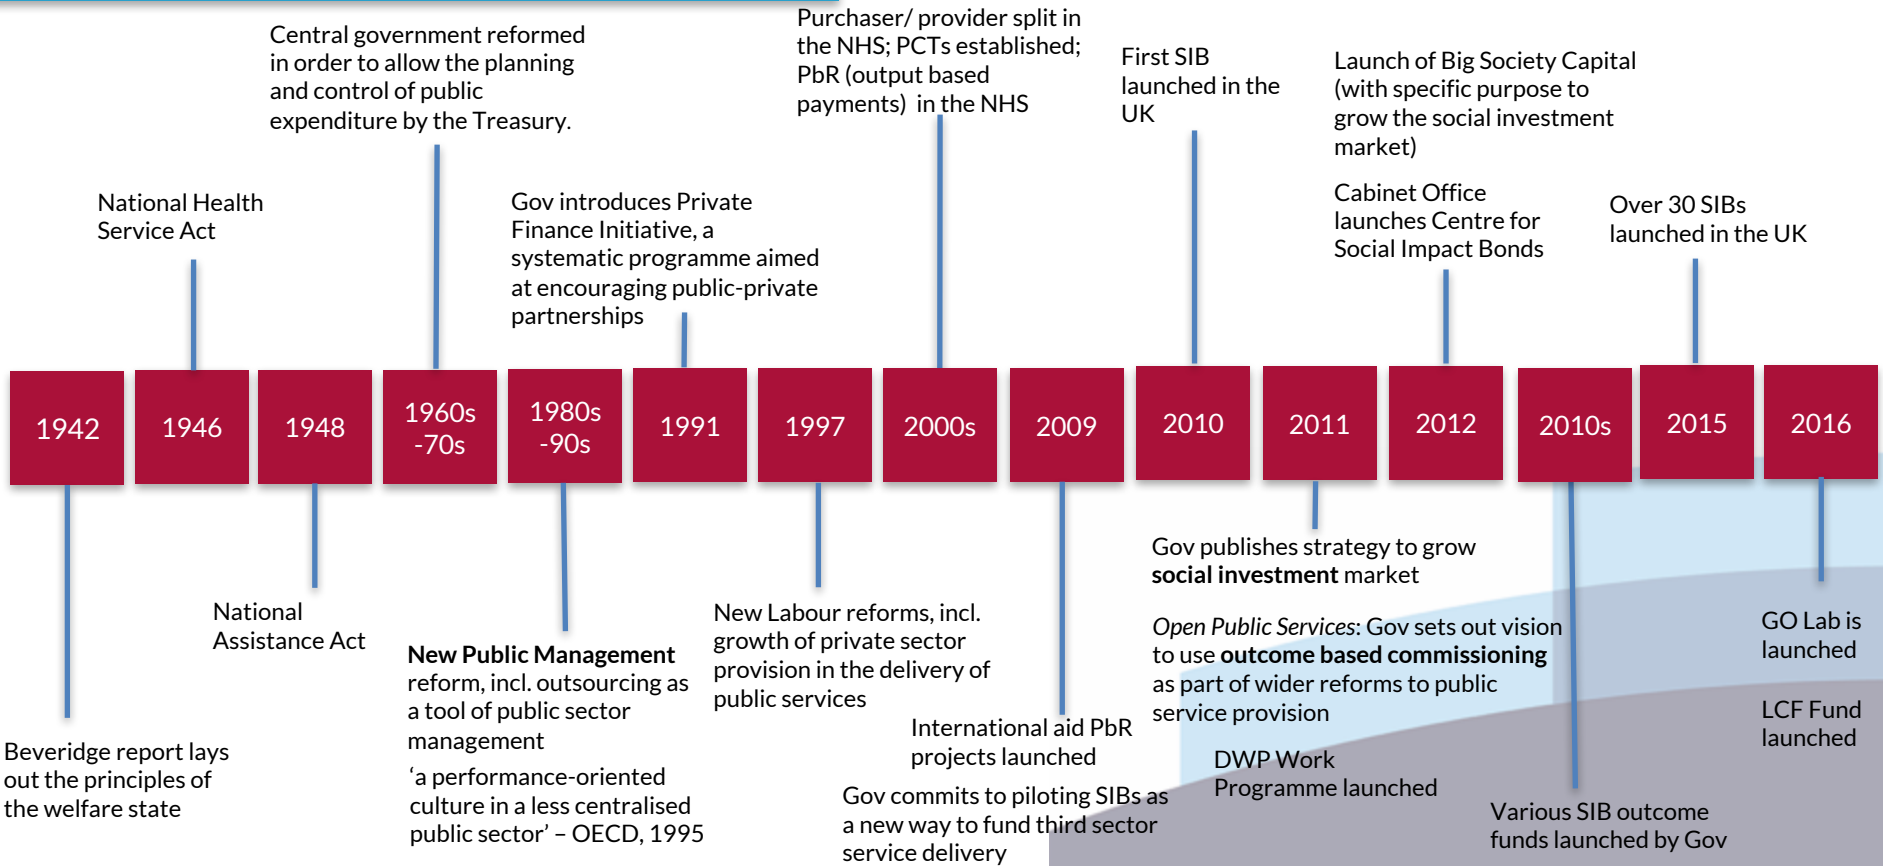 Central government reformed
in order to allow the planning
and control of public
expenditure by the Treasury.
Purchaser/ provider split in
the NHS; PCTs established;
PbR (output based
payments) in the NHS
First SIB
launched in the
UK
Launch of Big Society Capital
(with specific purpose to
grow the social investment
market)
National Health
Service Act
Gov introduces Private
Finance Initiative, a
systematic programme aimed
at encouraging public-private
partnerships
Cabinet Office
launches Centre for
Social Impact Bonds
Over 30 SIBs
launched in the UK
1942
1946
1948
1960s
-70s
1980s
-90s
1991
1997
2000s
2009
2010
2011
2012
2010s
2015
2016
Beveridge report lays
out the principles of
the welfare state
National
Assistance Act
New Public Management
reform, incl. outsourcing as
a tool of public sector
management
‘a performance-oriented
culture in a less centralised
public sector’ – OECD, 1995
New Labour reforms, incl.
growth of private sector
provision in the delivery of
public services
International aid PbR
projects launched
Gov commits to piloting SIBs as
a new way to fund third sector
service delivery
Gov publishes strategy to grow
social investment market
Open Public Services: Gov sets out vision
to use outcome based commissioning
as part of wider reforms to public
service provision
DWP Work
Programme launched
Various SIB outcome
funds launched by Gov
GO Lab is
launched
LCF Fund
launched